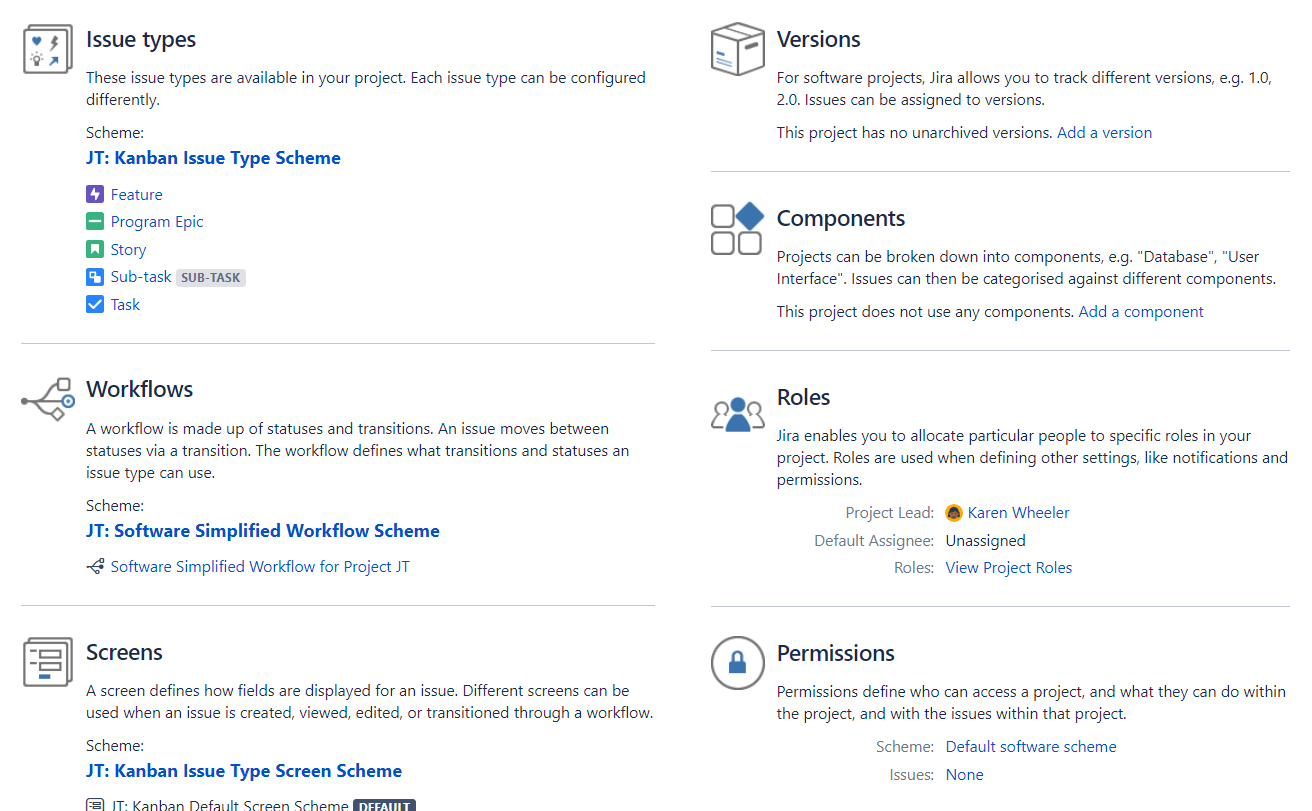 Issue types
These issue types are available in your project. Each issue type can be configured
differently.
Scheme:
JT: Kanban Issue Type Scheme
Feature
Program Epic
Story
Sub-task SUB-TASK
Task
Workflows
A workflow is made up of statuses and transitions. An issue moves between
statuses via a transition. The workflow defines what transitions and statuses an
issue type can use.
Scheme:
JT: Software Simplified Workflow Scheme
Software Simplified Workflow for Project JT
Screens
A screen defines how fields are displayed for an issue. Different screens can be
used when an issue is created, viewed, edited, or transitioned through a workflow.
Scheme:
JT: Kanban Issue Type Screen Scheme
JT: Kanban Default Screen Scheme DEFAULT
Versions
For software projects, Jira allows you to track different versions, e.g. 1.0,
2.0. Issues can be assigned to versions.
This project has no unarchived versions. Add a version
Components
Projects can be broken down into components, e.g. "Database", "User
Interface". Issues can then be categorised against different components.
This project does not use any components. Add a component
Roles
Jira enables you to allocate particular people to specific roles in your
project. Roles are used when defining other settings, like notifications and
permissions.
Project Lead: Karen Wheeler
Default Assignee: Unassigned
Roles: View Project Roles
Permissions
Permissions define who can access a project, and what they can do within
the project, and with the issues within that project.
Scheme: Default software scheme
Issues: None